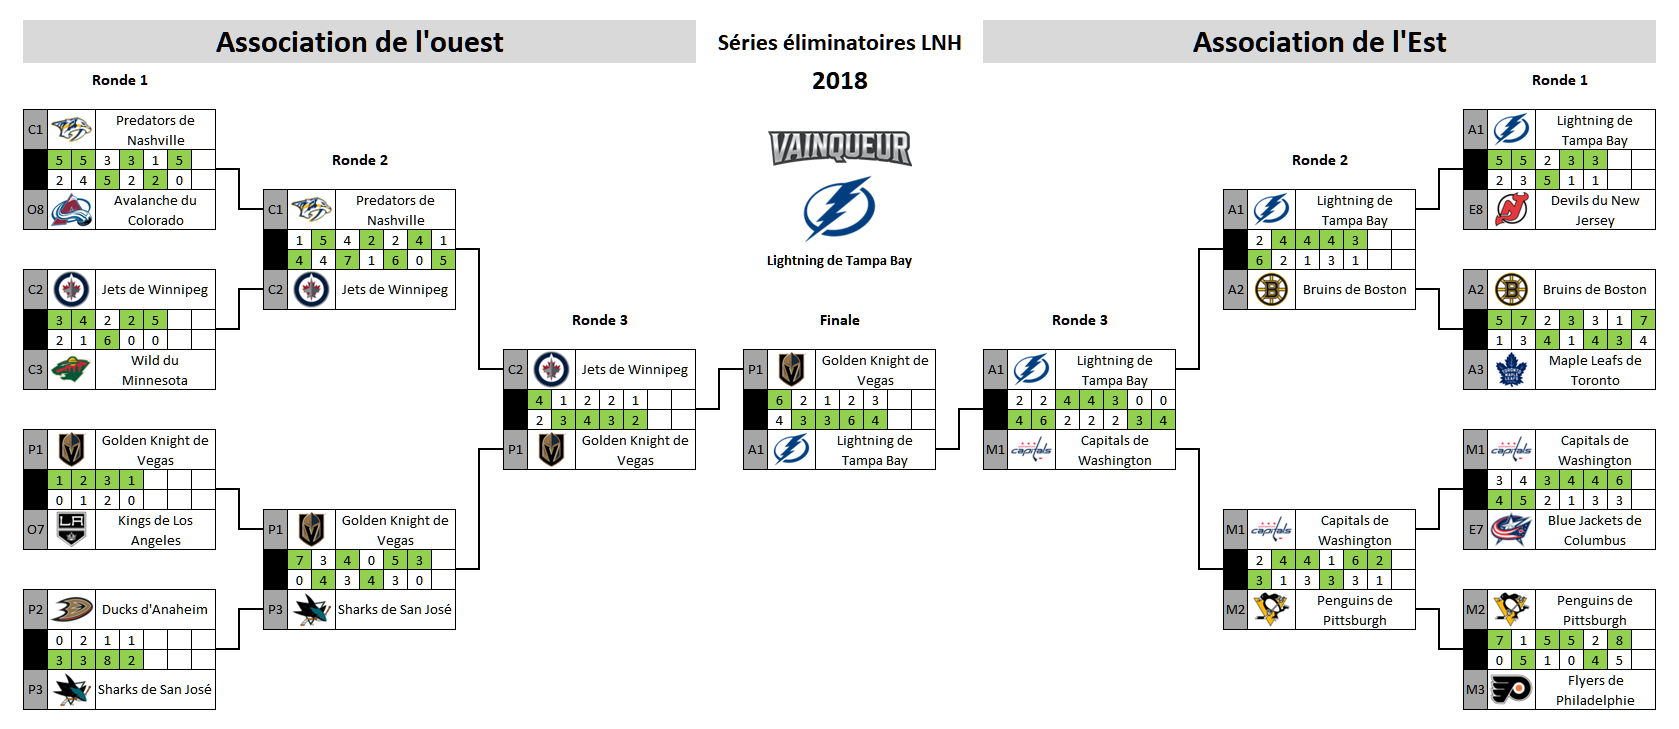 Association de l'ouest
Séries éliminatoires LNH
2018
Association de l'Est
Ronde 1
C1
Predators de
Nashville
5 5 3 3 1 5
2 4 5 2 2 0
O8
Avalanche du
Colorado
C2
Jets de Winnipeg
3 4 2 2 5
2 1 6 0 0
C3
Wild du
Minnesota
P1
Golden Knight de
Vegas
1 2 3 1
0 1 2 0
O7
LA
Kings de Los
Angeles
P2
Ducks d'Anaheim
0 2 1 1
3 3 8 2
P3
Sharks de San José
Ronde 2
C1
Predators de
Nashville
1 5 4 2 2 4 1
4 4 7 1 6 0 5
C2
Jets de Winnipeg
P1
Golden Knight de
Vegas
7 3 4 0 5 3
0 4 3 4 3 0
P3
Sharks de San José
Ronde 3
C2
Jets de Winnipeg
4 1 2 2 1
2 3 4 3 2
P1
Golden Knight de
Vegas
VAINQUEUR
Lightning de Tampa Bay
Finale
P1
Golden Knight de
Vegas
6 2 1 2 3
4 3 3 6 4
A1
Lightning de
Tampa Bay
Ronde 3
A1
Lightning de
Tampa Bay
2 2 4 4 3 0 0
4 6 2 2 2 3 4
M1
capitals
Capitals de
Washington
Ronde 2
A1
Lightning de
Tampa Bay
2 4 4 4 3
6 2 1 3 1
A2
B
Bruins de Boston
M1
capitals
Capitals de
Washington
2 4 4 1 6 2
3 1 3 3 3 1
M2
Penguins de
Pittsburgh
Ronde 1
A1
Lightning de
Tampa Bay
5 5 2 3 3
2 3 5 1 1
E8
Devils du New
Jersey
A2
B
Bruins de Boston
5 7 2 3 3 1 7
1 3 4 1 4 3 4
A3
TORONTO
MAPLE
LEAFS
Maple Leafs de
Toronto
M1
capitals
Capitals de
Washington
3 4 3 4 4 6
4 5 2 1 3 3
E7
Blue Jackets de
Columbus
M2
Penguins de
Pittsburgh
7 1 5 5 2 8
0 5 1 0 4 5
M3
Flyers de
Philadelphie